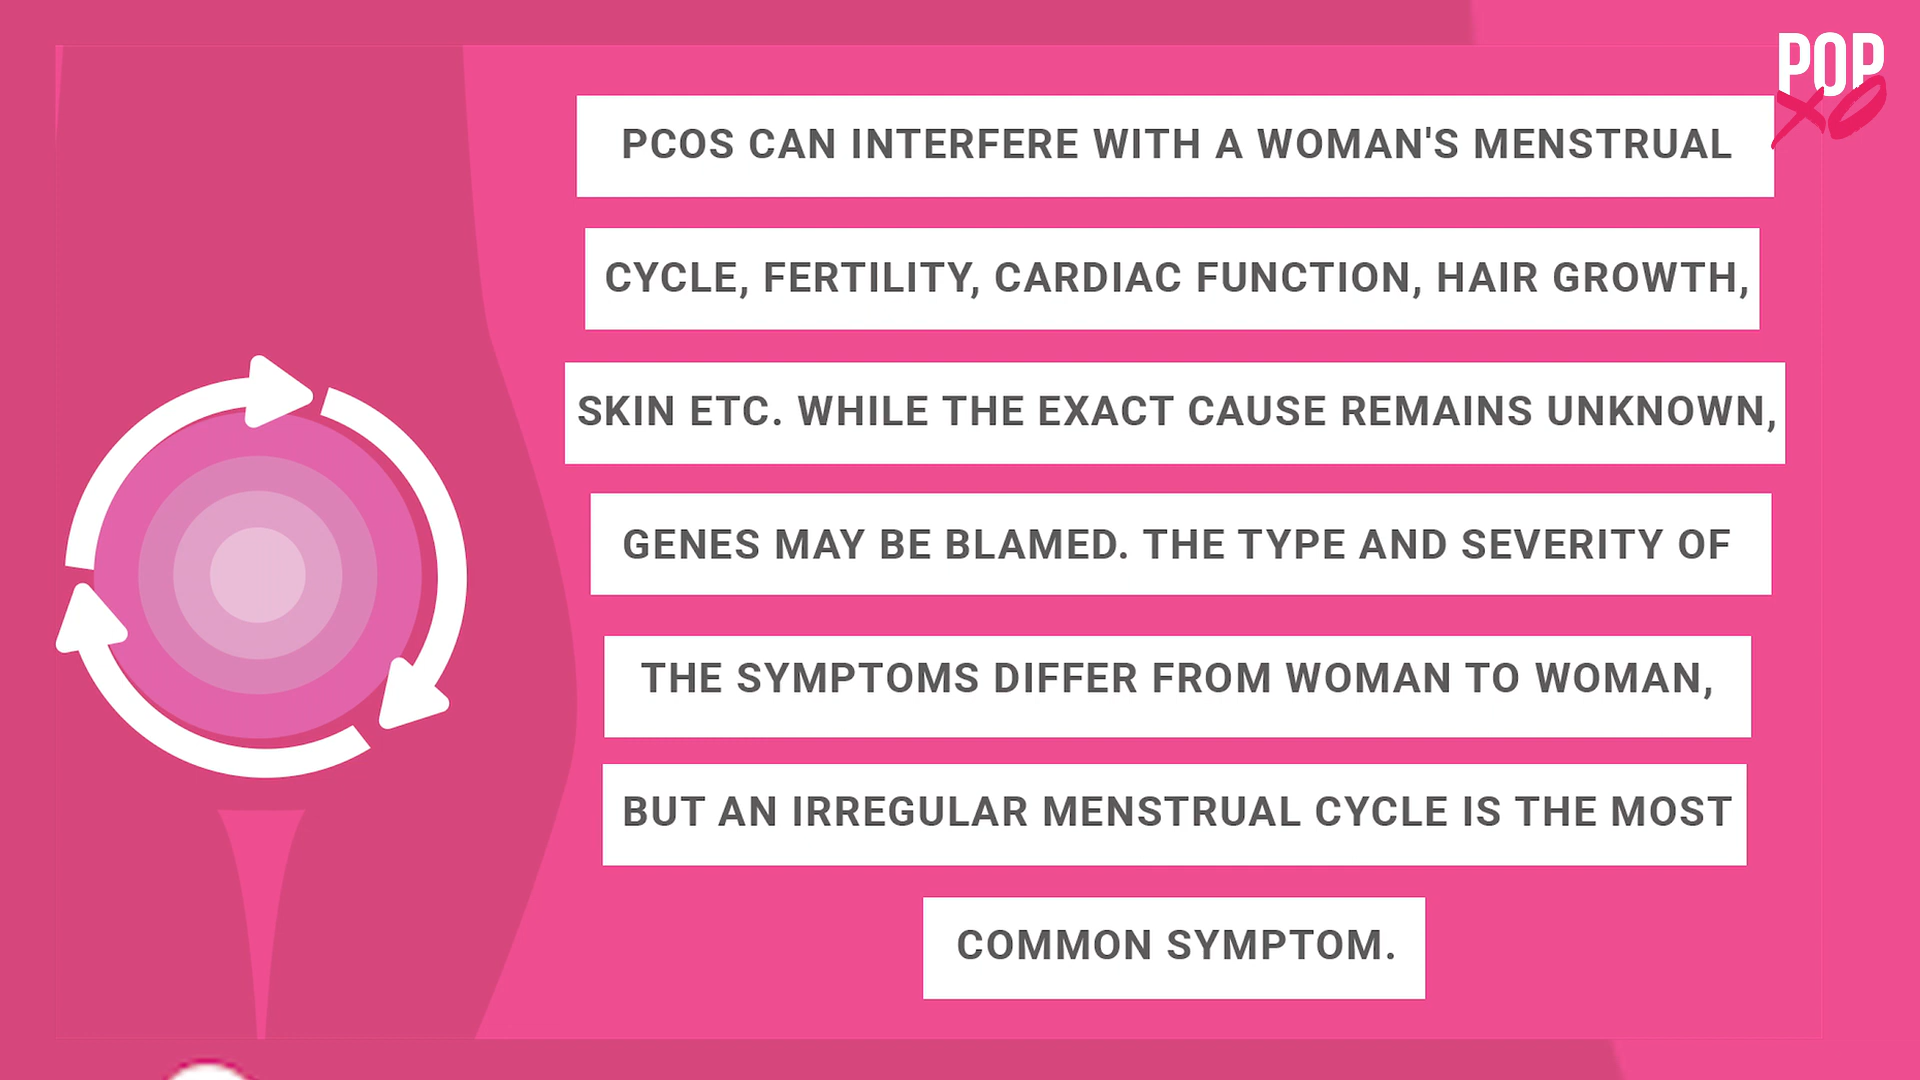 POP
XO
PCOS CAN INTERFERE WITH A WOMAN'S MENSTRUAL
CYCLE, FERTILITY, CARDIAC FUNCTION, HAIR GROWTH,
SKIN ETC. WHILE THE EXACT CAUSE REMAINS UNKNOWN,
GENES MAY BE BLAMED. THE TYPE AND SEVERITY OF
THE SYMPTOMS DIFFER FROM WOMAN TO WOMAN,
BUT AN IRREGULAR MENSTRUAL CYCLE IS THE MOST
COMMON SYMPTOM.